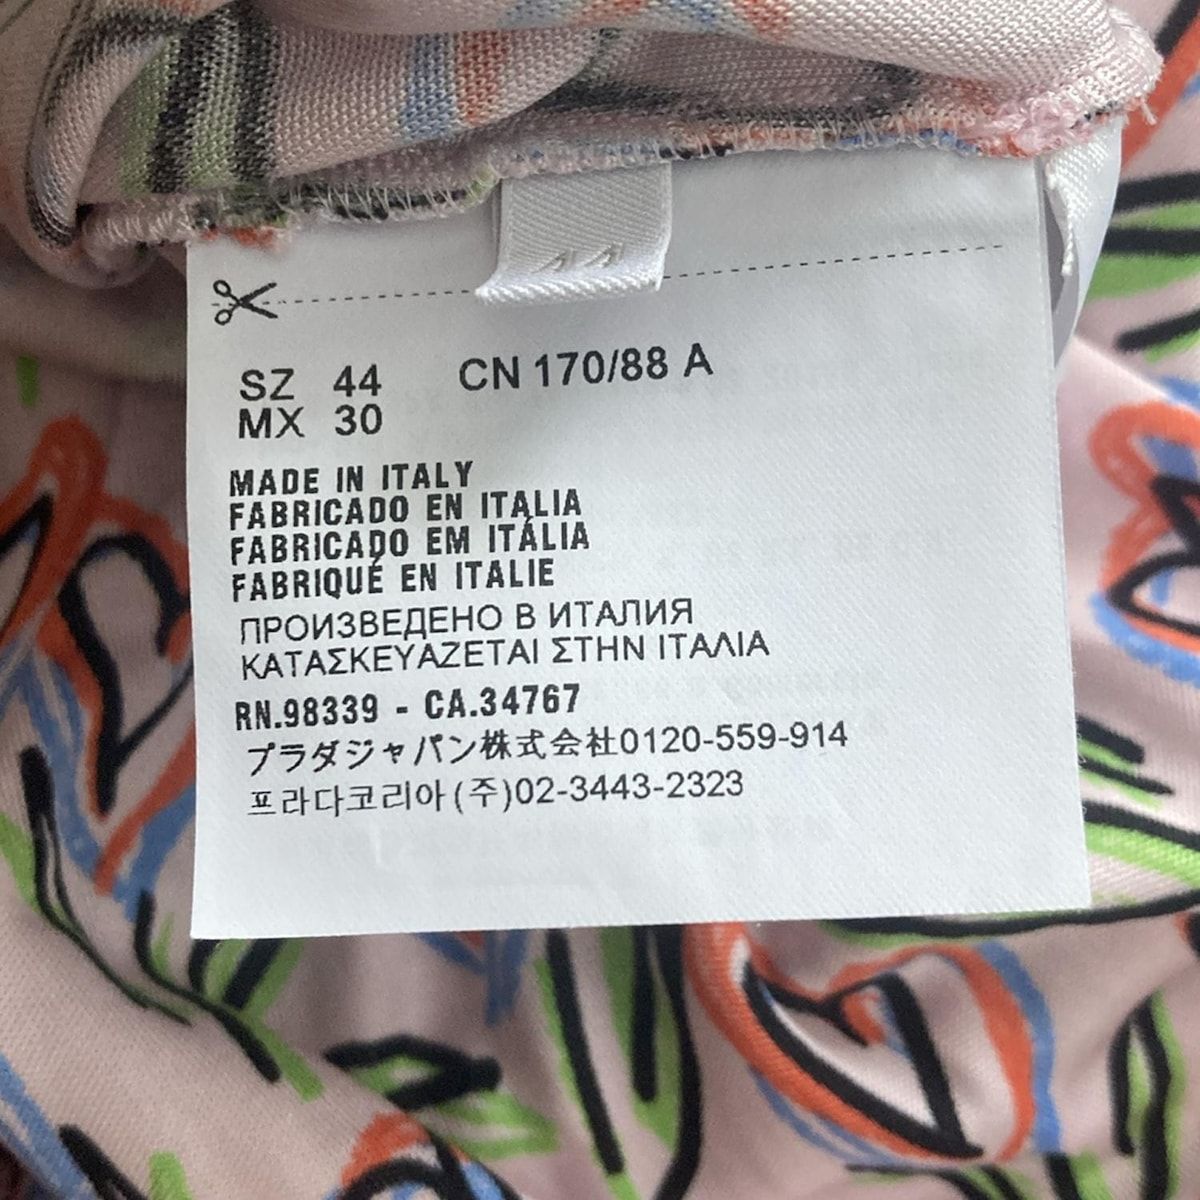 44
SZ 44 CN 170/88 A
MX 30
MADE IN ITALY
FABRICADO EN ITALIA
FABRICADO EM ITÁLIA
FABRIQUÉ EN ITALIE
ПРОИЗВЕДЕНО В ИТАЛИЯ
ΚΑΤΑΣΚΕΥΑΖΕΤΑΙ ΣΤΗΝ ΙΤΑΛΙΑ
RN.98339 - CA.34767
プラダジャパン株式会社0120-559-914
프라다코리아(주)02-3443-2323